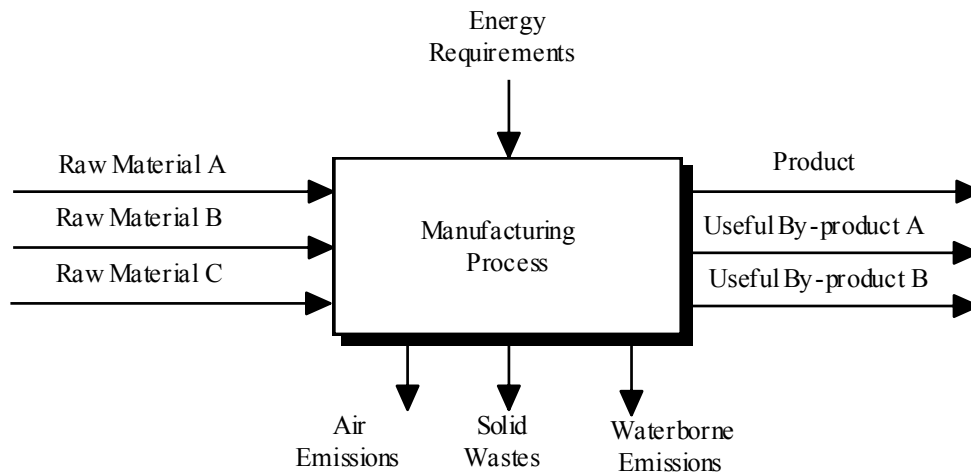 Energy
Requirements
Raw Material A
Raw Material B
Raw Material C
Manufacturing
Process
Product
Useful By-product A
Useful By-product B
Air
Emissions
Solid
Wastes
Waterborne
Emissions